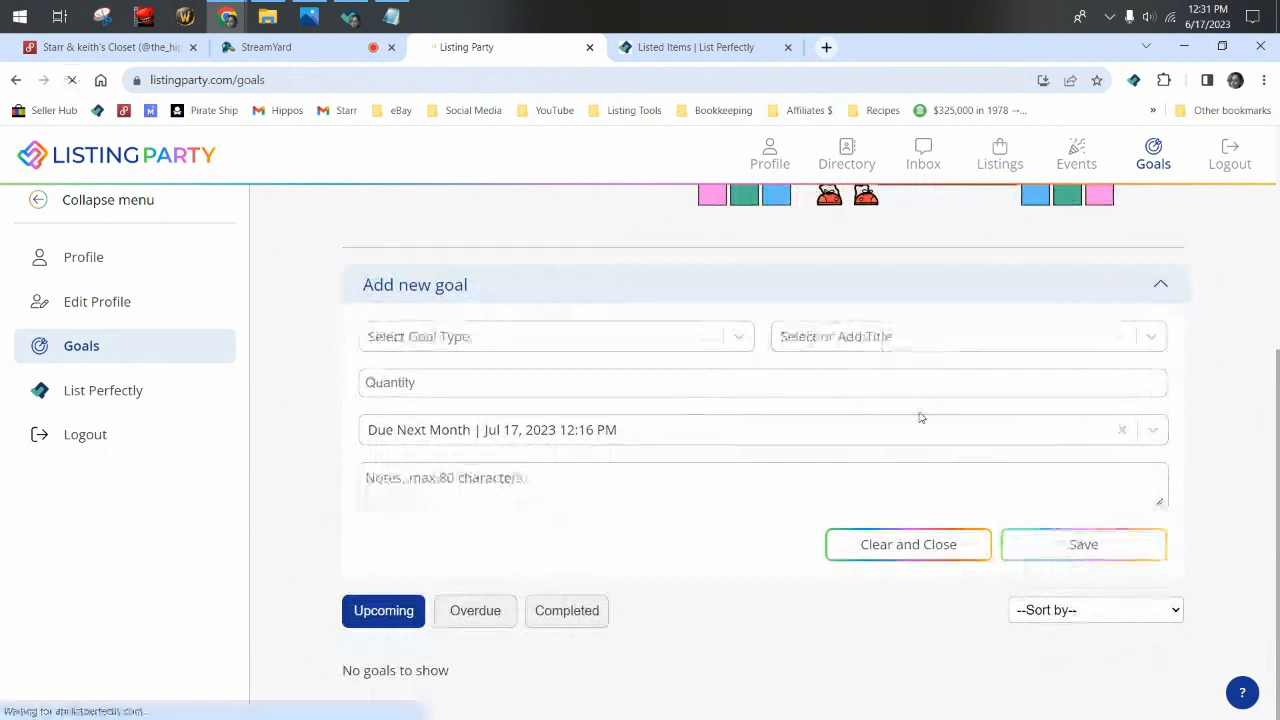 12:31 PM
6/17/2023
Starr & keith's Closet (@the_hip
StreamYard
Listing Party
Listed Items | List Perfectly
listingparty.com/goals
Seller Hub
Pirate Ship
Hippos
Starr
eBay
Social Media
YouTube
Listing Tools
Bookkeeping
Affiliates $
Recipes
$325,000 in 1978 →...
»
Other bookmarks
LISTINGPARTY
Profile
Directory
Inbox
Listings
Events
Goals
Logout
Collapse menu
Profile
Edit Profile
Goals
List Perfectly
Logout
Add new goal
Select Goal Type
Select or Add Title
Quantity
Due Next Month | Jul 17, 2023 12:16 PM
Notes, max 80 characters
Clear and Close
Save
Upcoming
Overdue
Completed
--Sort by--
No goals to show
?